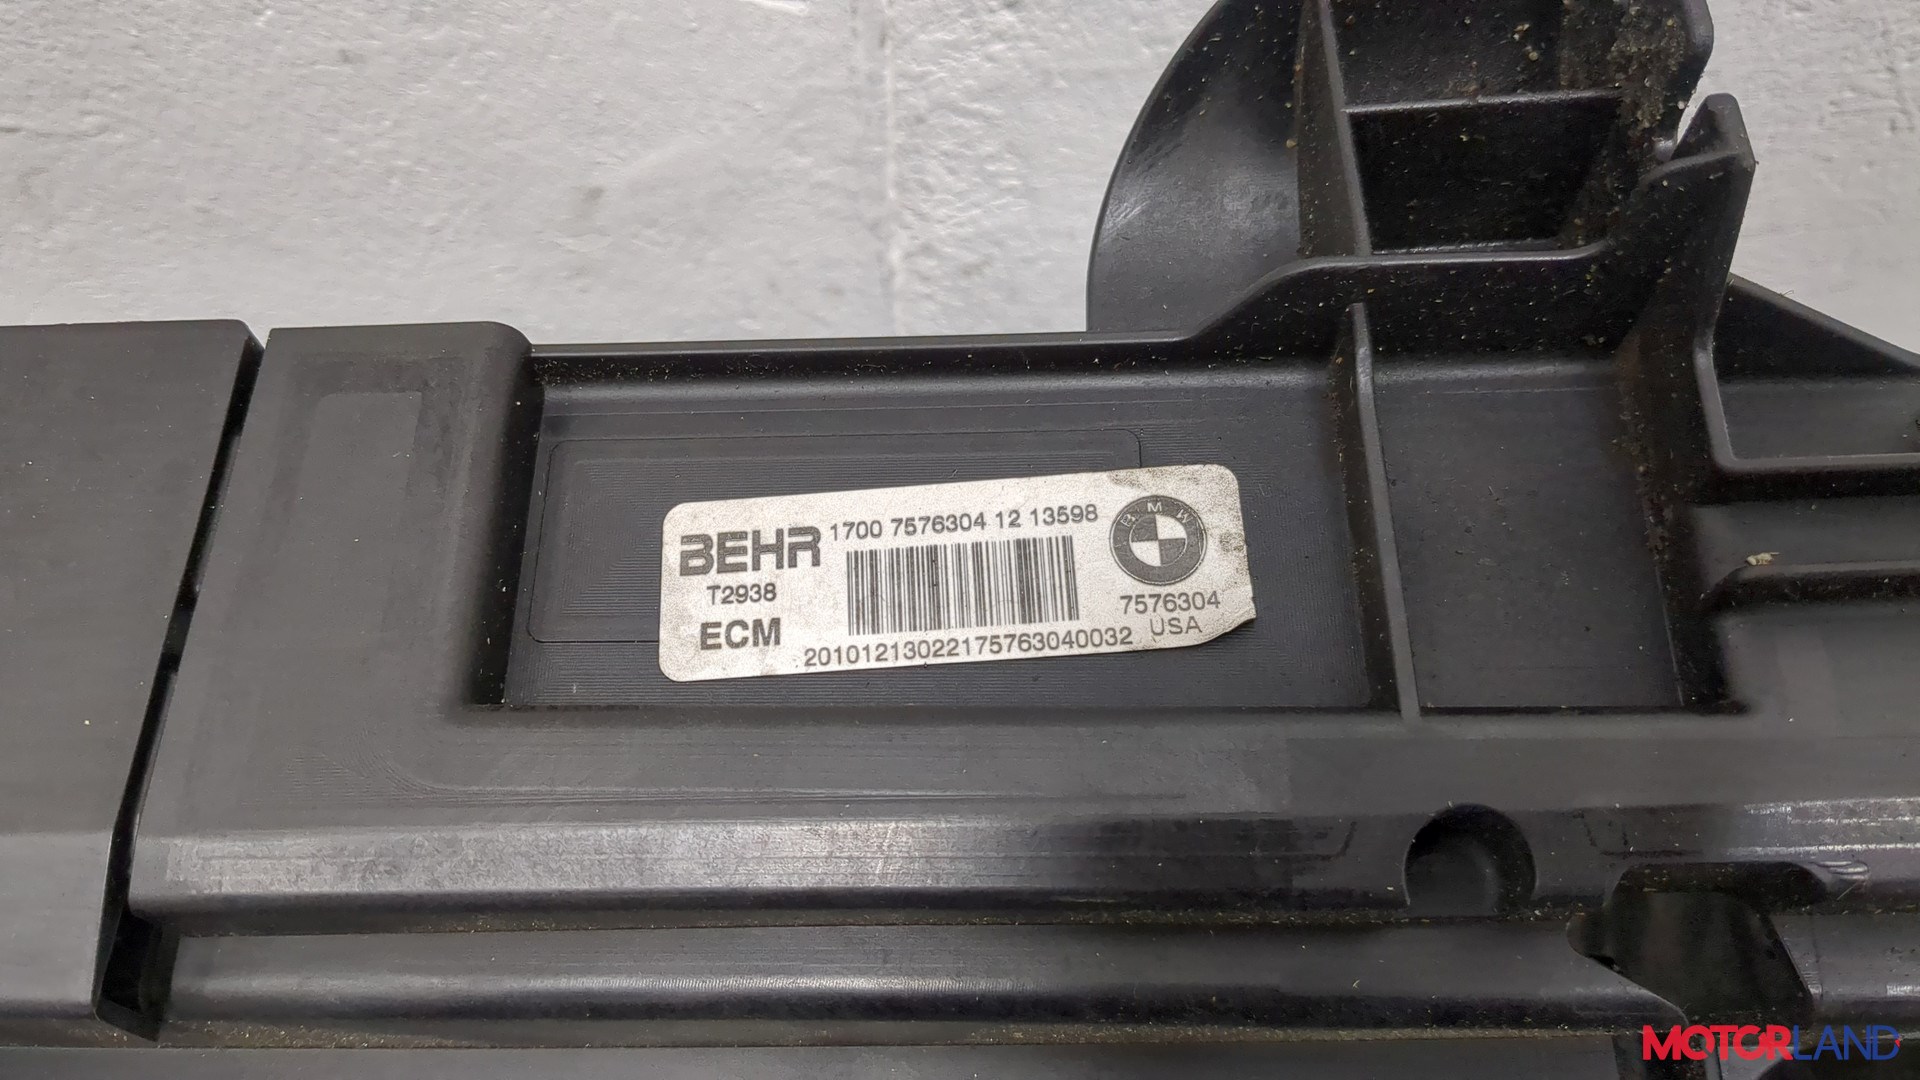 BEHR 1700 7576304 12 13598
BMW
T2938
7576304
ECM
USA
20101213022175763040032
MOTORLAND